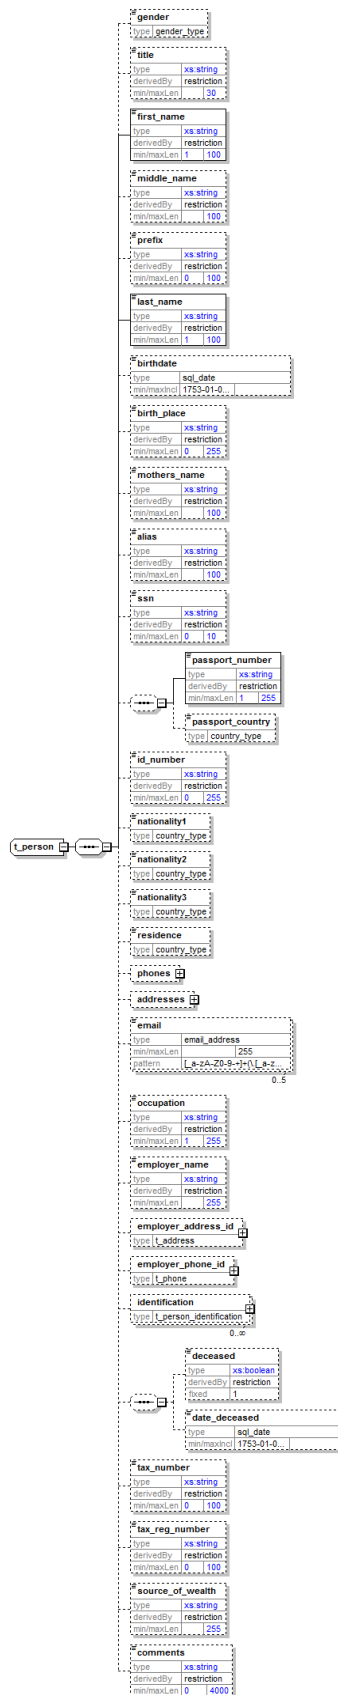 gender
type gender_type
title
type xs:string
derivedBy restriction
min/maxLen 30
first_name
type xs:string
derivedBy restriction
min/maxLen 1 100
middle_name
type xs:string
derivedBy restriction
min/maxLen 100
prefix
type xs:string
derivedBy restriction
min/maxLen 0 100
last_name
type xs:string
derivedBy restriction
min/maxLen 1 100
birthdate
type sql_date
min/maxIncl 1753-01-0...
birth_place
type xs:string
derivedBy restriction
min/maxLen 0 255
mothers_name
type xs:string
derivedBy restriction
min/maxLen 100
alias
type xs:string
derivedBy restriction
min/maxLen 100
ssn
type xs:string
derivedBy restriction
min/maxLen 0 10
passport_number
type xs:string
derivedBy restriction
min/maxLen 1 255
passport_country
type country_type
id_number
type xs:string
derivedBy restriction
min/maxLen 0 255
nationality1
type country_type
t_person
nationality2
type country_type
nationality3
type country_type
residence
type country_type
phones
addresses
email
type email_address
min/maxLen 255
pattern [_a-zA-Z0-9-+]+(\.[_a-z...
0..5
occupation
type xs:string
derivedBy restriction
min/maxLen 1 255
employer_name
type xs:string
derivedBy restriction
min/maxLen 255
employer_address_id
type t_address
employer_phone_id
type t_phone
identification
type t_person_identification
0..∞
deceased
type xs:boolean
derivedBy restriction
fixed 1
date_deceased
type sql_date
min/maxIncl 1753-01-0...
tax_number
type xs:string
derivedBy restriction
min/maxLen 0 100
tax_reg_number
type xs:string
derivedBy restriction
min/maxLen 0 100
source_of_wealth
type xs:string
derivedBy restriction
min/maxLen 255
comments
type xs:string
derivedBy restriction
min/maxLen 0 4000